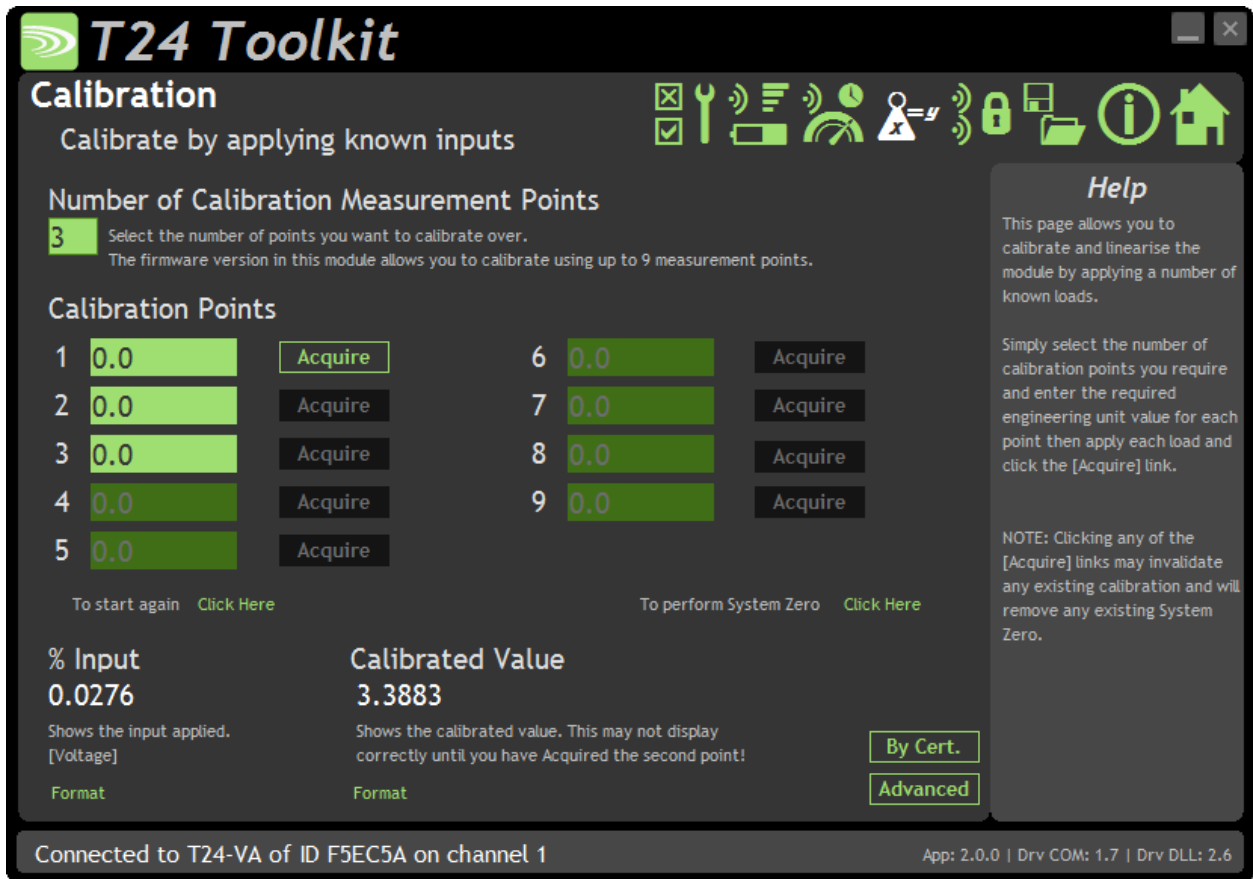 T24 Toolkit
Calibration
Calibrate by applying known inputs
x=y
Number of Calibration Measurement Points
3
Select the number of points you want to calibrate over.
The firmware version in this module allows you to calibrate using up to 9 measurement points.
Calibration Points
1 0.0 Acquire
2 0.0 Acquire
3 0.0 Acquire
4 0.0 Acquire
5 0.0 Acquire
6 0.0 Acquire
7 0.0 Acquire
8 0.0 Acquire
9 0.0 Acquire
To start again Click Here
To perform System Zero Click Here
% Input
0.0276
Shows the input applied.
[Voltage]
Format
Calibrated Value
3.3883
Shows the calibrated value. This may not display
correctly until you have Acquired the second point!
Format
By Cert.
Advanced
Help
This page allows you to
calibrate and linearise the
module by applying a number of
known loads.
Simply select the number of
calibration points you require
and enter the required
engineering unit value for each
point then apply each load and
click the [Acquire] link.
NOTE: Clicking any of the
[Acquire] links may invalidate
any existing calibration and will
remove any existing System
Zero.
Connected to T24-VA of ID F5EC5A on channel 1
App: 2.0.0 | Drv COM: 1.7 | Drv DLL: 2.6